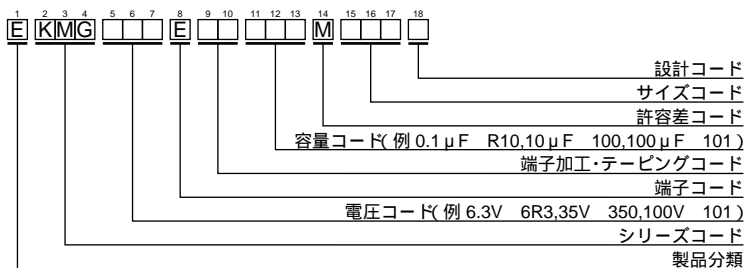 1 2 3 4 5 6 7 8 9 10 11 12 13 14 15 16 17 18
E KMG E M
設計コード
サイズコード
許容差コード
容量コード( 例 0.1μF R10,10μF 100,100μF 101 )
端子加工・テーピングコード
端子コード
電圧コード( 例 6.3V 6R3,35V 350,100V 101 )
シリーズコード
製品分類